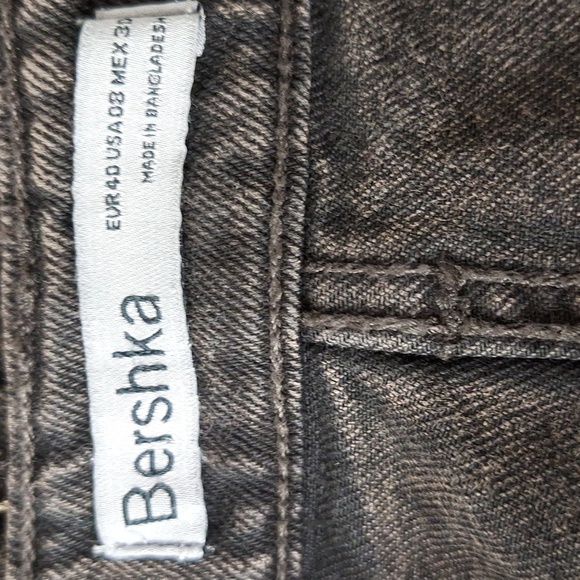 Bershka
EUR 40 USA 08 MEX 30
MADE IN BANGLADESH